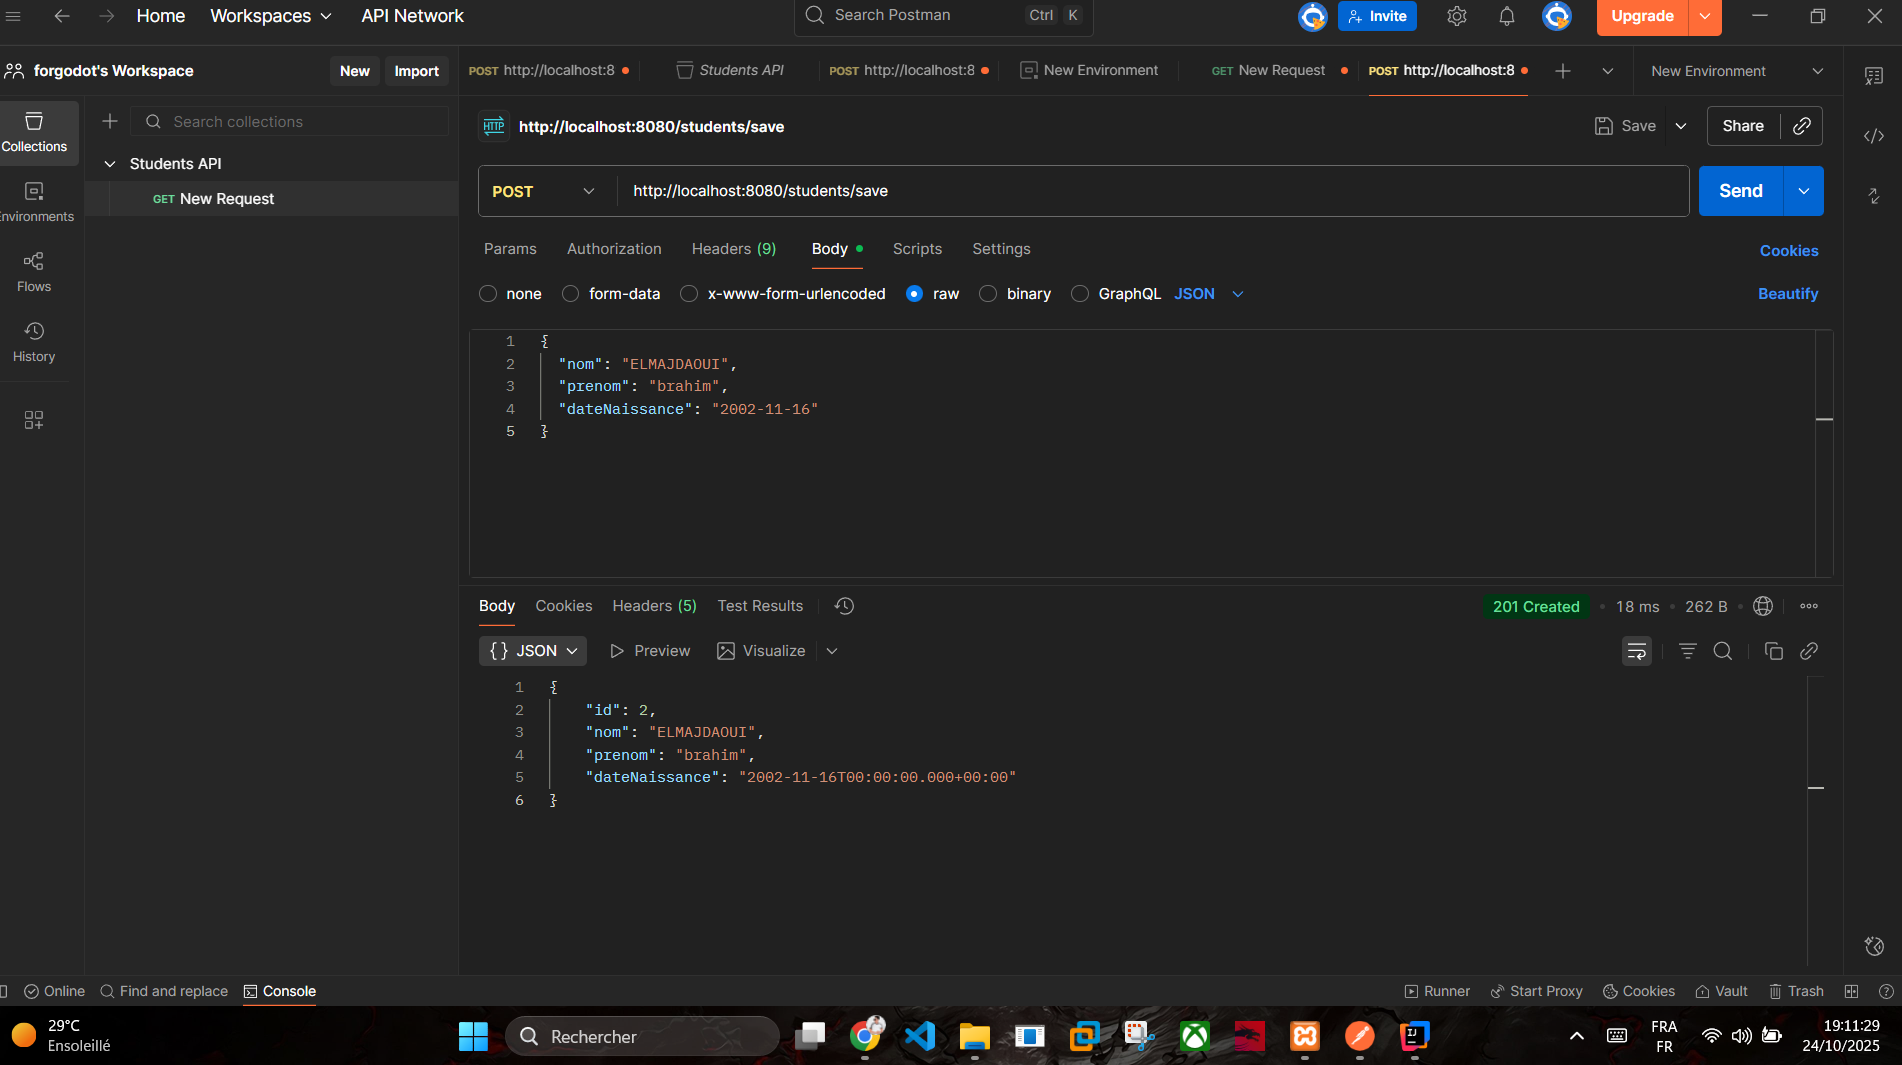 Home Workspaces API Network Search Postman Ctrl K Invite Upgrade
forgodot's Workspace New Import POST http://localhost:8 Students API POST http://localhost:8 New Environment GET New Request POST http://localhost:8 New Environment
Search collections
Collections
Students API
GET New Request
Environments
Flows
History
HTTP http://localhost:8080/students/save Save Share
POST http://localhost:8080/students/save Send
Params Authorization Headers (9) Body Scripts Settings Cookies
none form-data x-www-form-urlencoded raw binary GraphQL JSON Beautify
1 {
2 "nom": "ELMAJDAOUI",
3 "prenom": "brahim",
4 "dateNaissance": "2002-11-16"
5 }
Body Cookies Headers (5) Test Results 201 Created 18 ms 262 B
{} JSON Preview Visualize
1 {
2 "id": 2,
3 "nom": "ELMAJDAOUI",
4 "prenom": "brahim",
5 "dateNaissance": "2002-11-16T00:00:00.000+00:00"
6 }
Online Find and replace Console Runner Start Proxy Cookies Vault Trash
29°C
Ensoleillé
Rechercher
FRA
FR
19:11:29
24/10/2025